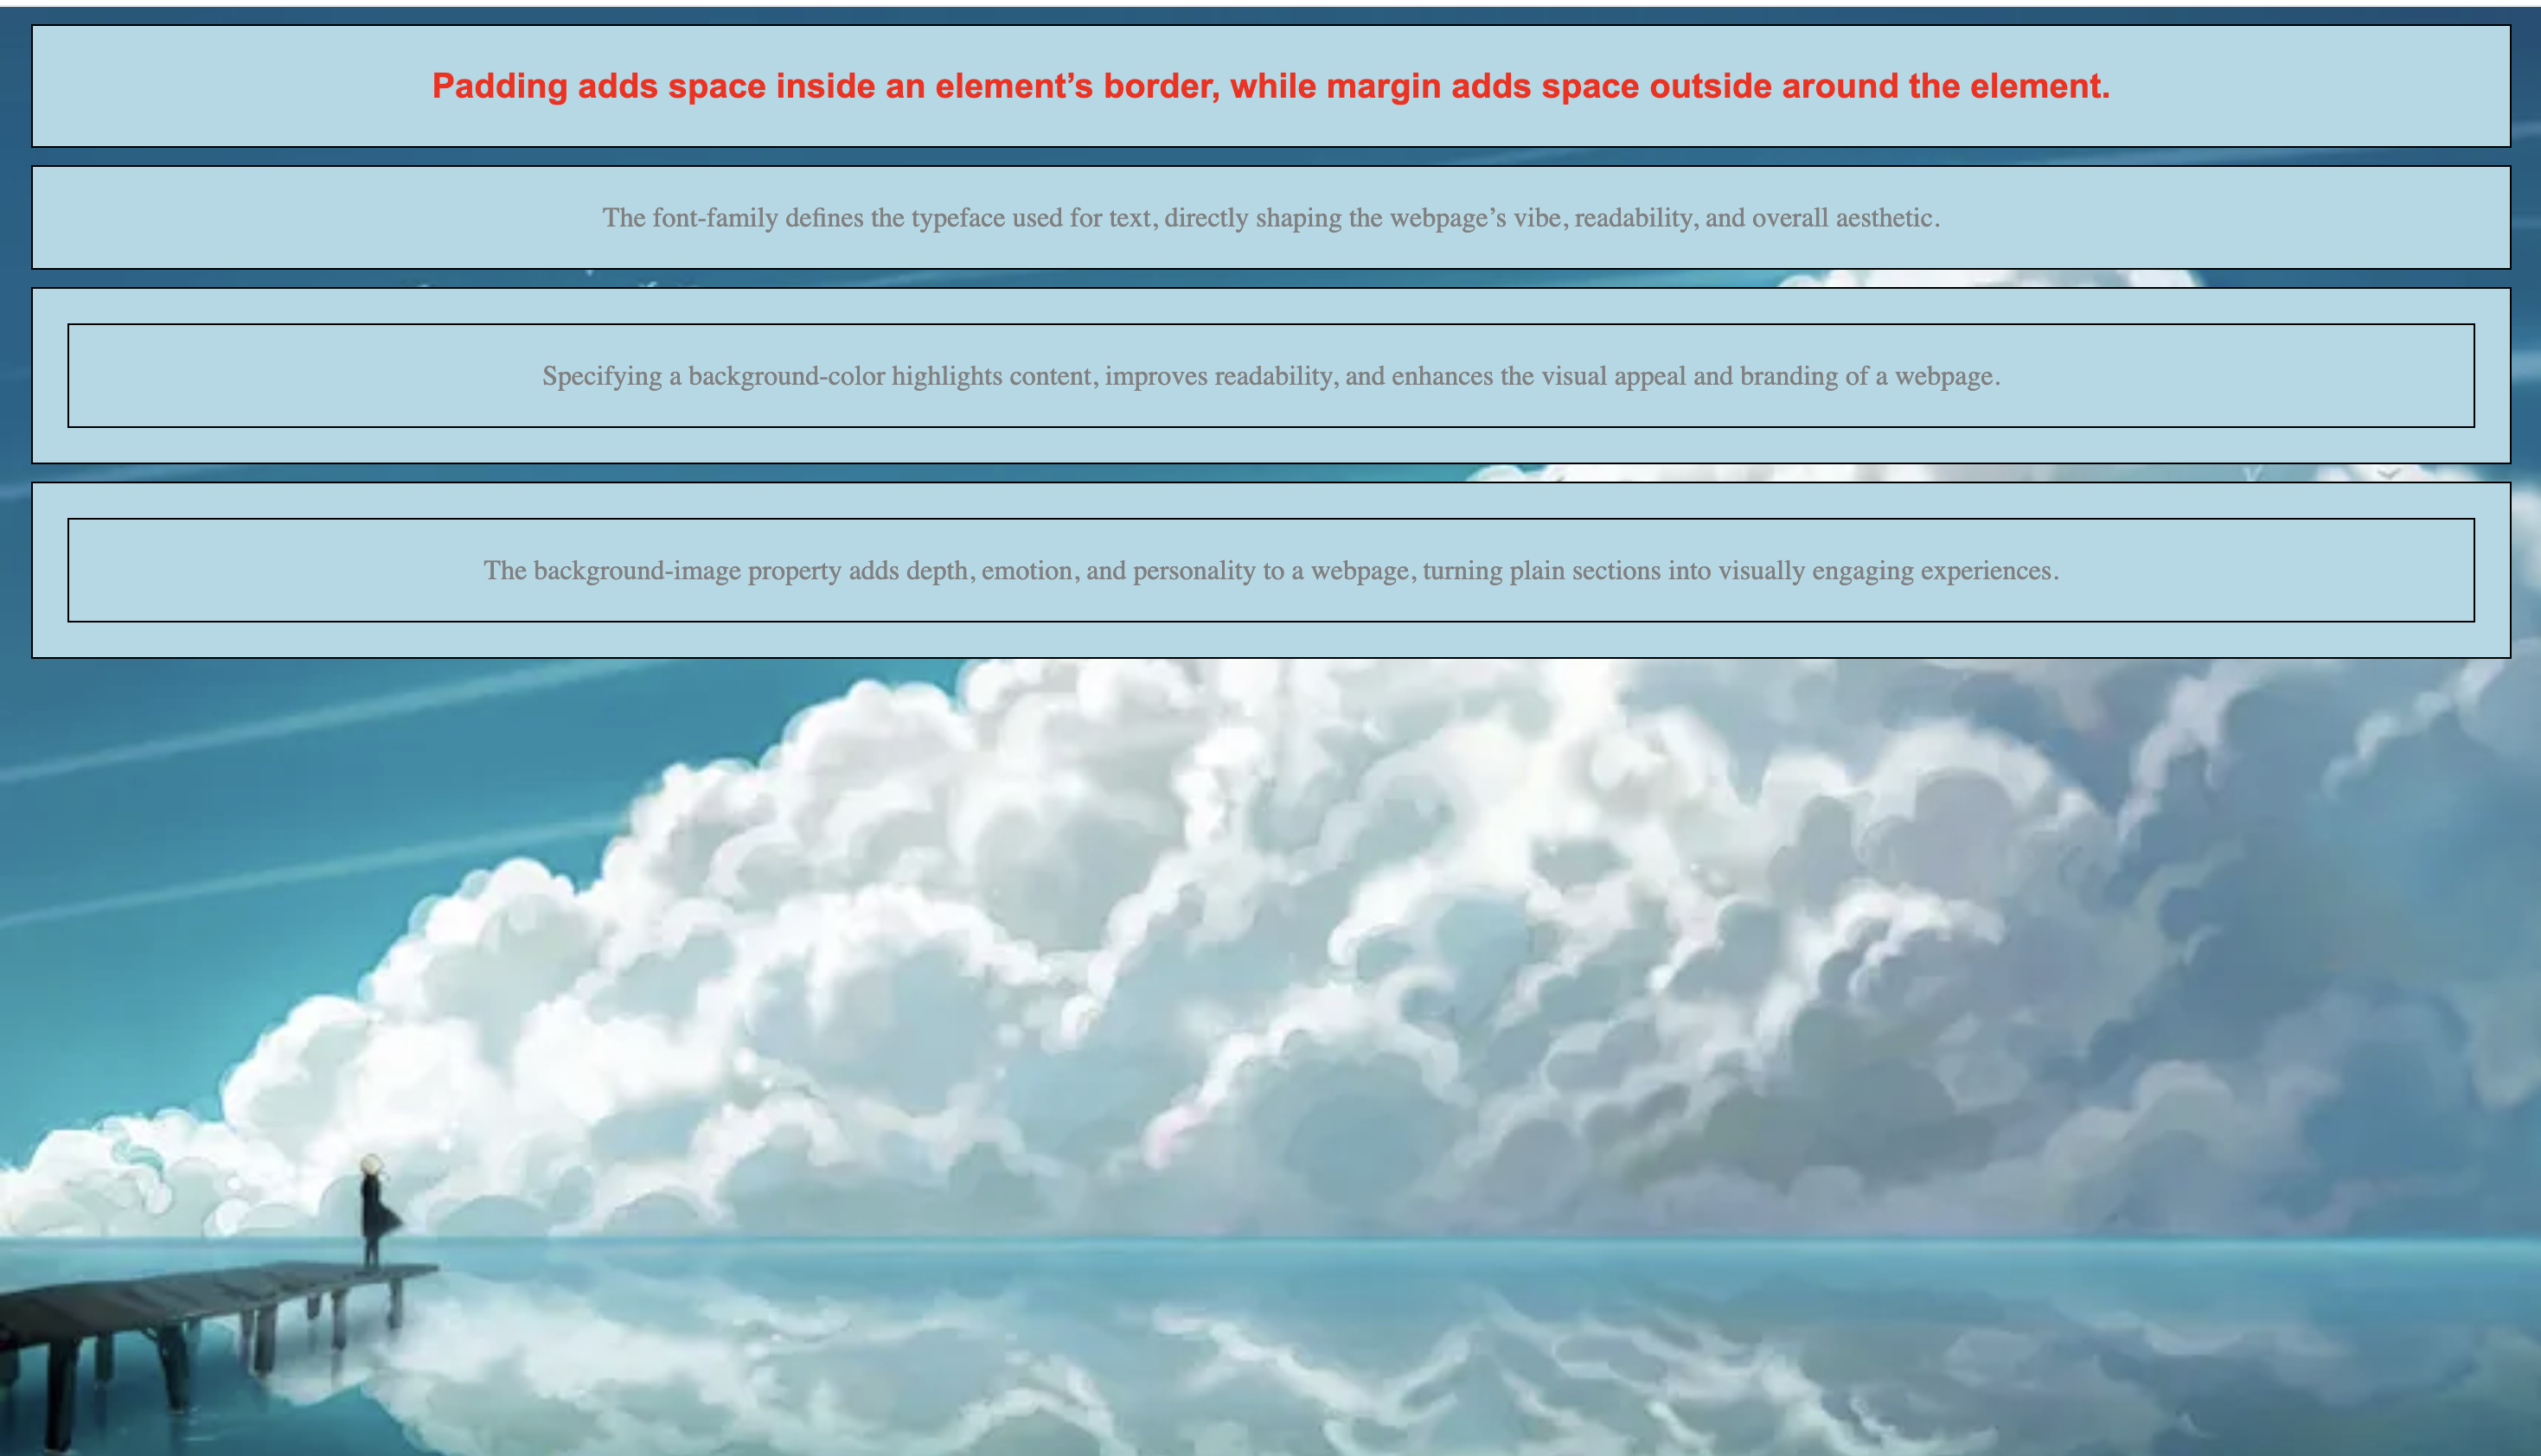 Padding adds space inside an element’s border, while margin adds space outside around the element.
The font-family defines the typeface used for text, directly shaping the webpage’s vibe, readability, and overall aesthetic.
Specifying a background-color highlights content, improves readability, and enhances the visual appeal and branding of a webpage.
The background-image property adds depth, emotion, and personality to a webpage, turning plain sections into visually engaging experiences.